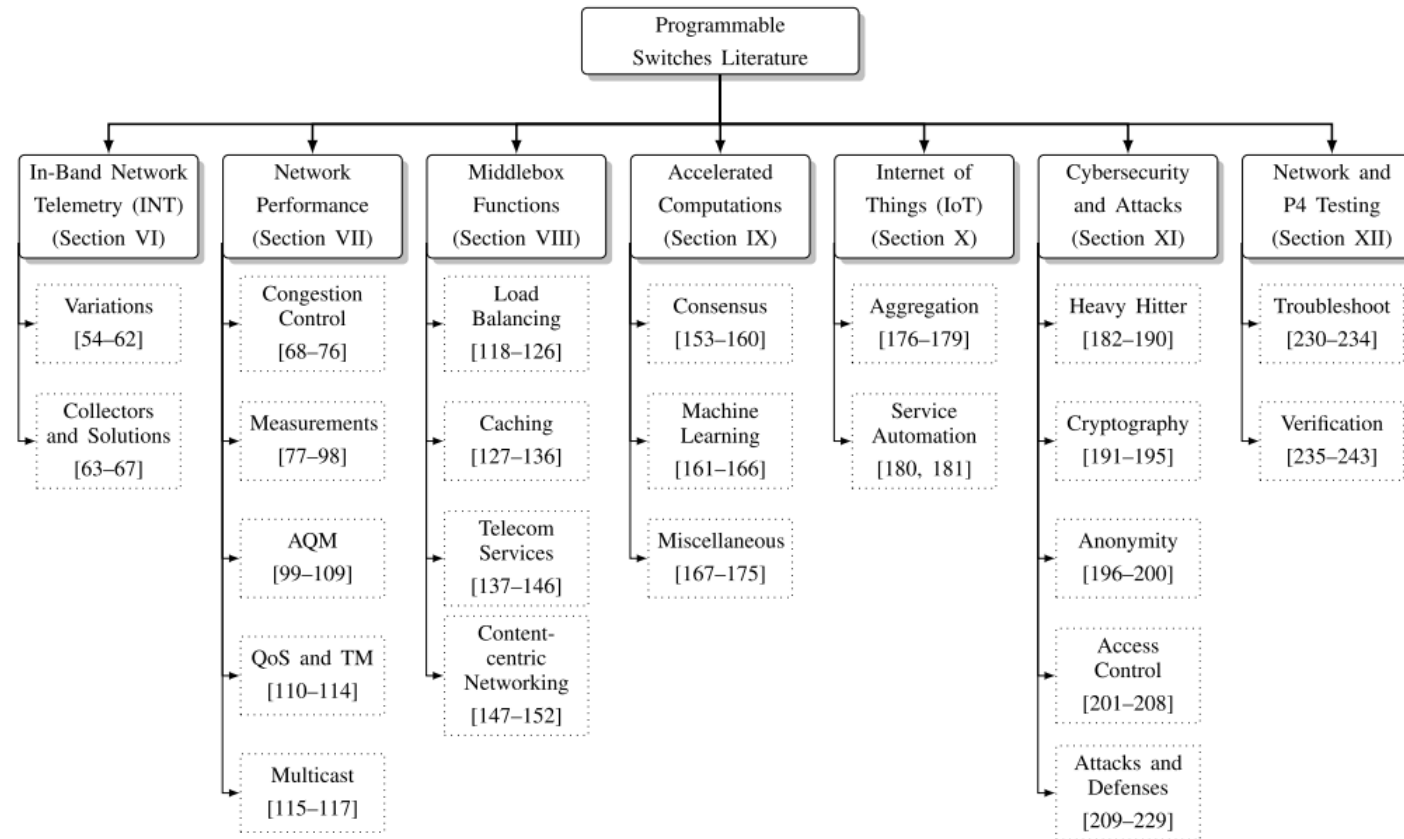 Programmable
Switches Literature
In-Band Network
Telemetry (INT)
(Section VI)
Variations
[54–62]
Collectors
and Solutions
[63–67]
Network
Performance
(Section VII)
Congestion
Control
[68–76]
Measurements
[77–98]
AQM
[99–109]
QoS and TM
[110–114]
Multicast
[115–117]
Middlebox
Functions
(Section VIII)
Load
Balancing
[118–126]
Caching
[127–136]
Telecom
Services
[137–146]
Content-
centric
Networking
[147–152]
Accelerated
Computations
(Section IX)
Consensus
[153–160]
Machine
Learning
[161–166]
Miscellaneous
[167–175]
Internet of
Things (IoT)
(Section X)
Aggregation
[176–179]
Service
Automation
[180, 181]
Cybersecurity
and Attacks
(Section XI)
Heavy Hitter
[182–190]
Cryptography
[191–195]
Anonymity
[196–200]
Access
Control
[201–208]
Attacks and
Defenses
[209–229]
Network and
P4 Testing
(Section XII)
Troubleshoot
[230–234]
Verification
[235–243]